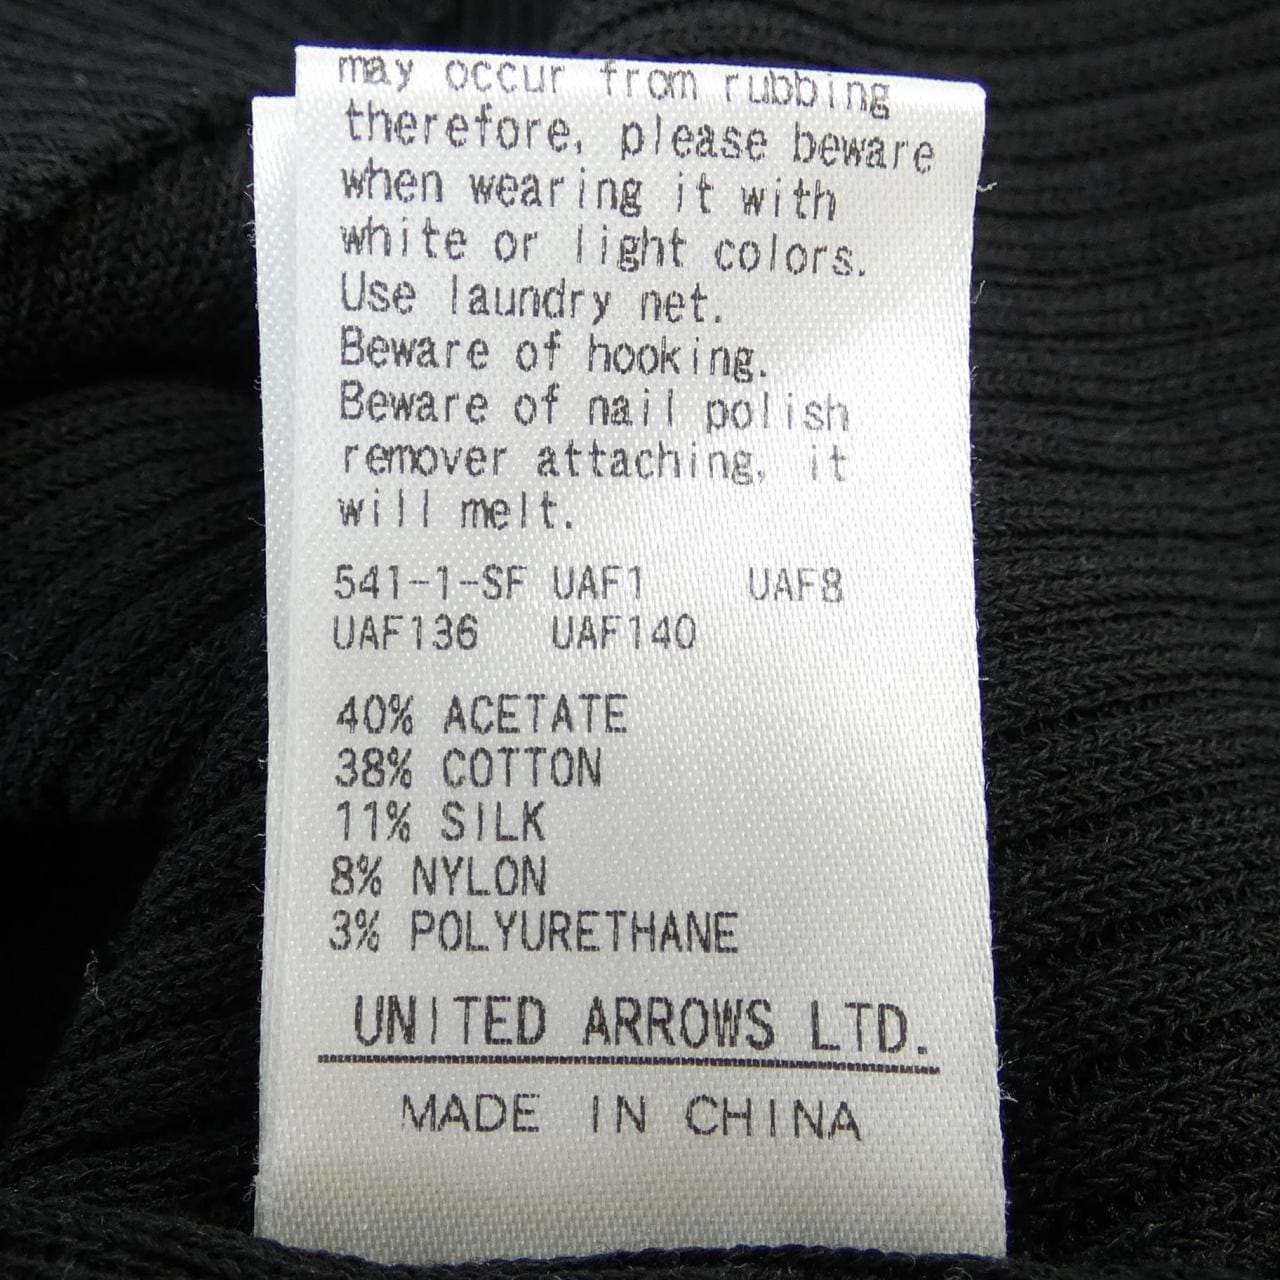 may occur from rubbing
therefore, please beware
when wearing it with
white or light colors.
Use laundry net.
Beware of hooking.
Beware of nail polish
remover attaching, it
will melt.
541-1-SF UAF1 UAF8
UAF136 UAF140
40% ACETATE
38% COTTON
11% SILK
8% NYLON
3% POLYURETHANE
UNITED ARROWS LTD.
MADE IN CHINA